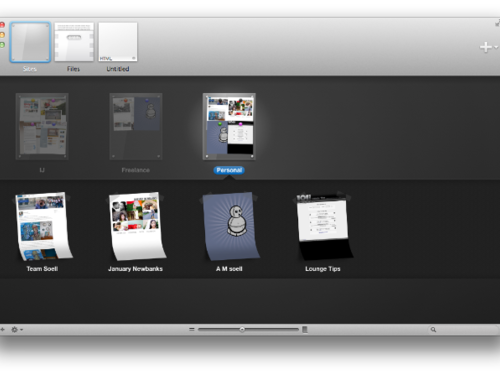 Sites
Files
Untitled
LI
Freelance
Personal
Team Soell
January Newbanks
A M soell
Lounge Tips